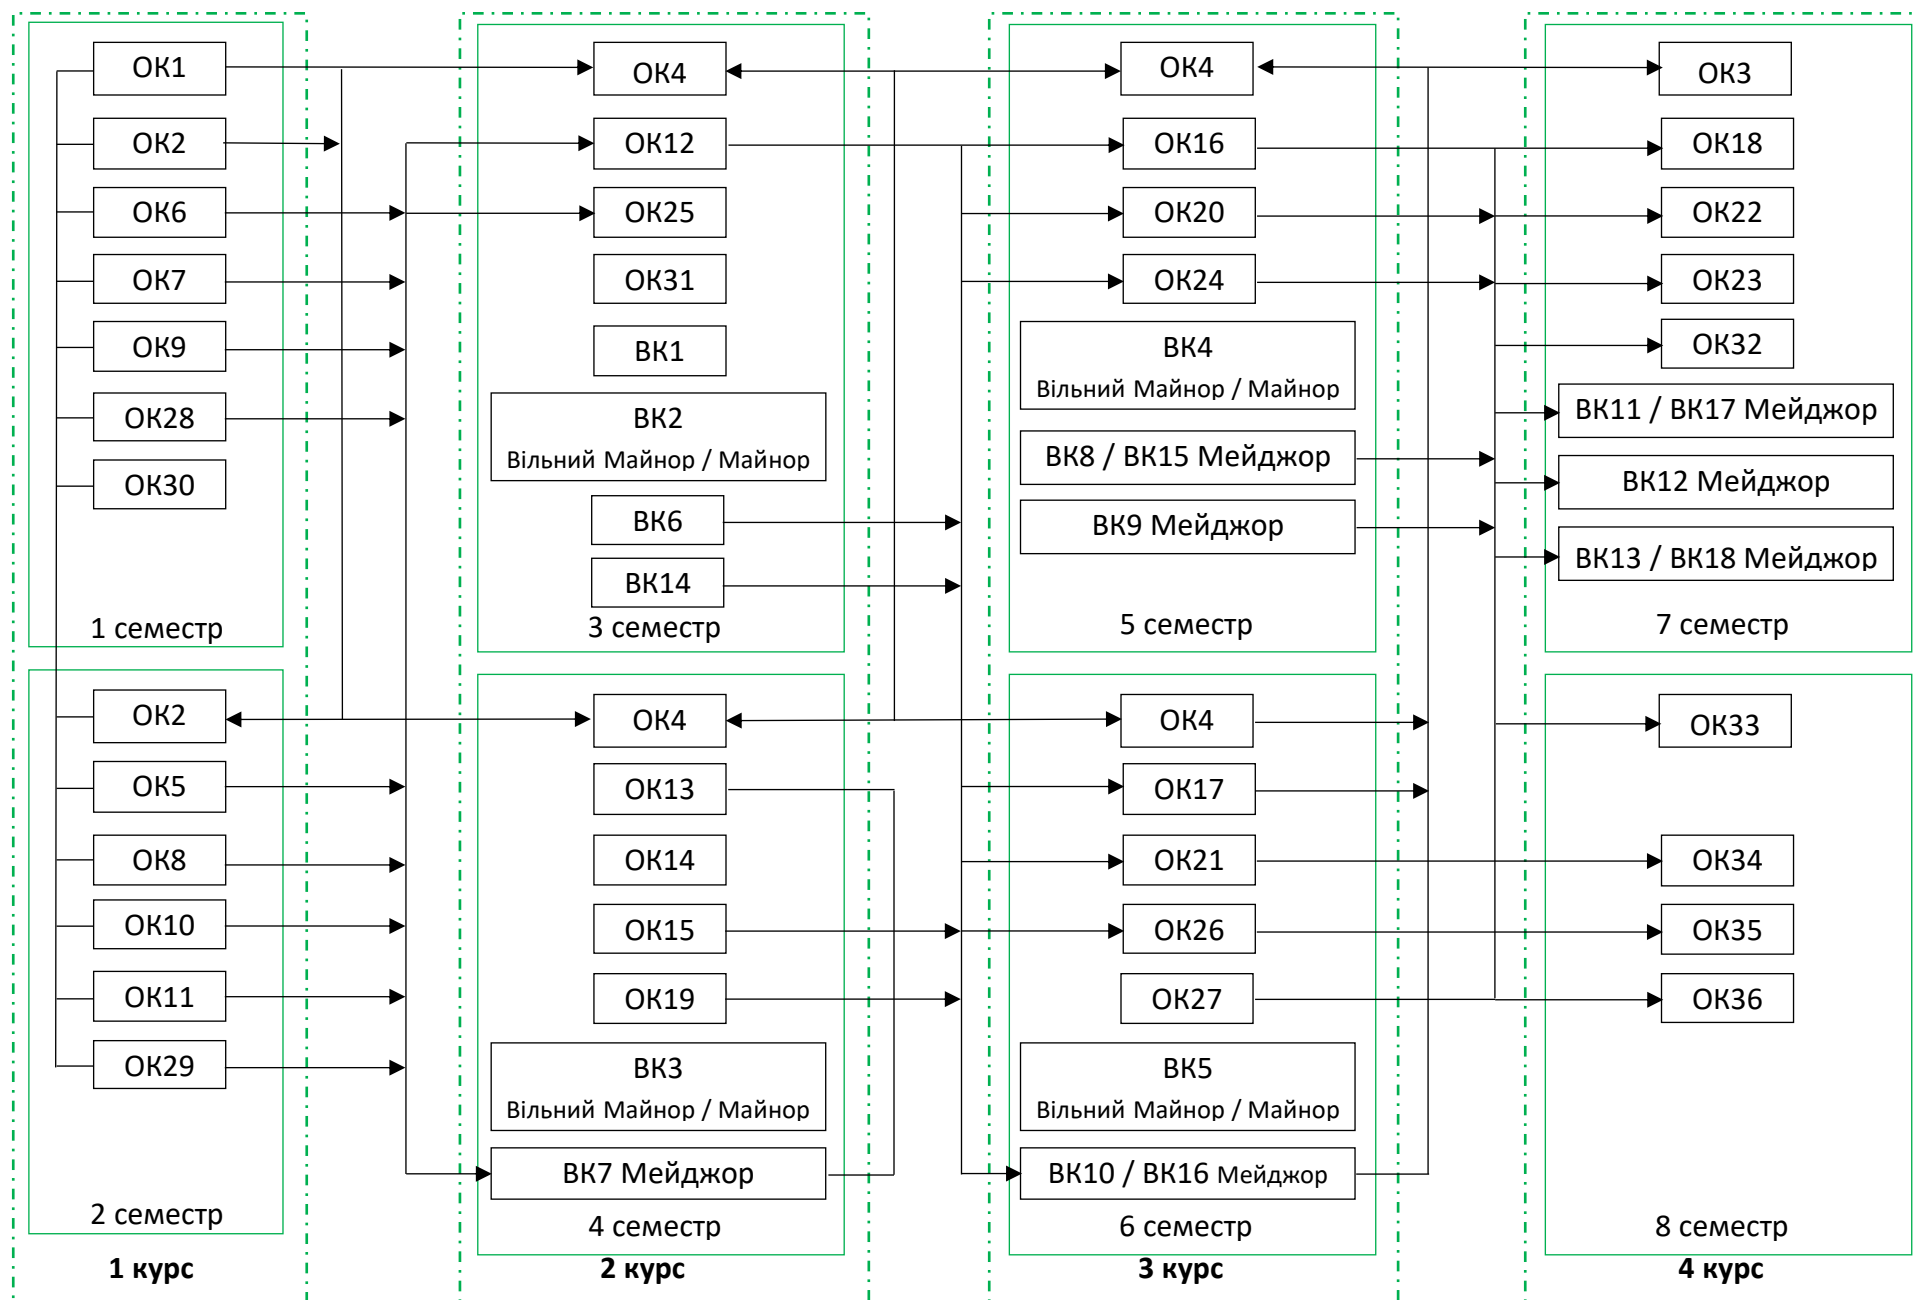 ОК1
ОК2
ОК6
ОК7
ОК9
ОК28
ОК30
1 семестр
ОК2
ОК5
ОК8
ОК10
ОК11
ОК29
2 семестр
1 курс
ОК4
ОК12
ОК25
ОК31
ВК1
ВК2
Вільний Майнор / Майнор
ВК6
ВК14
3 семестр
ОК4
ОК13
ОК14
ОК15
ОК19
ВК3
Вільний Майнор / Майнор
ВК7 Мейджор
4 семестр
2 курс
ОК4
ОК16
ОК20
ОК24
ВК4
Вільний Майнор / Майнор
ВК8 / ВК15 Мейджор
ВК9 Мейджор
5 семестр
ОК4
ОК17
ОК21
ОК26
ОК27
ВК5
Вільний Майнор / Майнор
ВК10 / ВК16 Мейджор
6 семестр
3 курс
ОК3
ОК18
ОК22
ОК23
ОК32
ВК11 / ВК17 Мейджор
ВК12 Мейджор
ВК13 / ВК18 Мейджор
7 семестр
ОК33
ОК34
ОК35
ОК36
8 семестр
4 курс